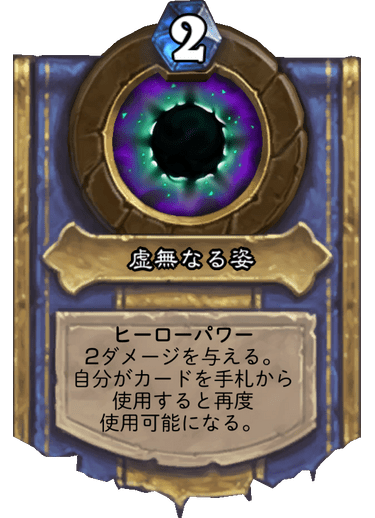 2
虚無なる姿
ヒーローパワー
2ダメージを与える。
自分がカードを手札から
使用すると再度
使用可能になる。